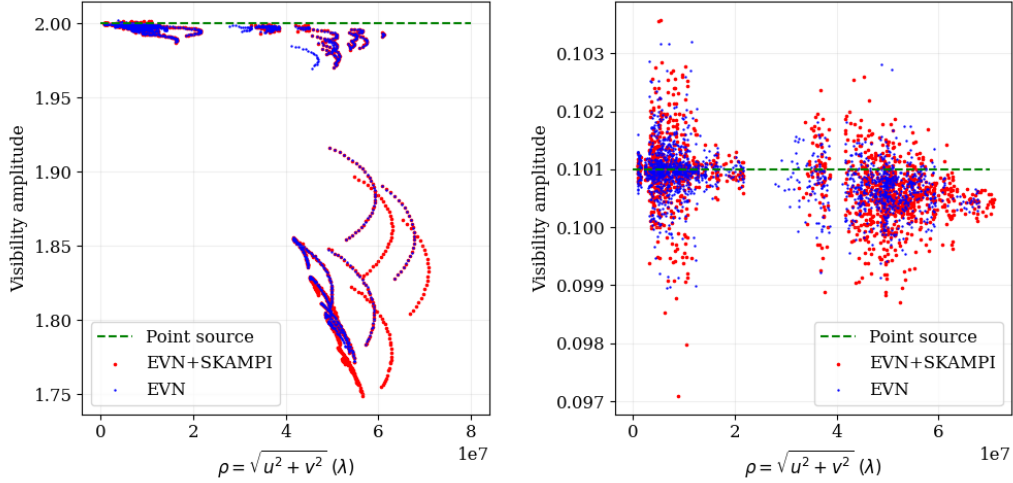 2.00
1.95
1.90
1.85
1.80
1.75
Visibility amplitude
Point source
EVN+SKAMPI
EVN
0 2 4 6 8
1e7
ρ = √u² + v² (λ)
0.103
0.102
0.101
0.100
0.099
0.098
0.097
Visibility amplitude
Point source
EVN+SKAMPI
EVN
0 2 4 6
1e7
ρ = √u² + v² (λ)